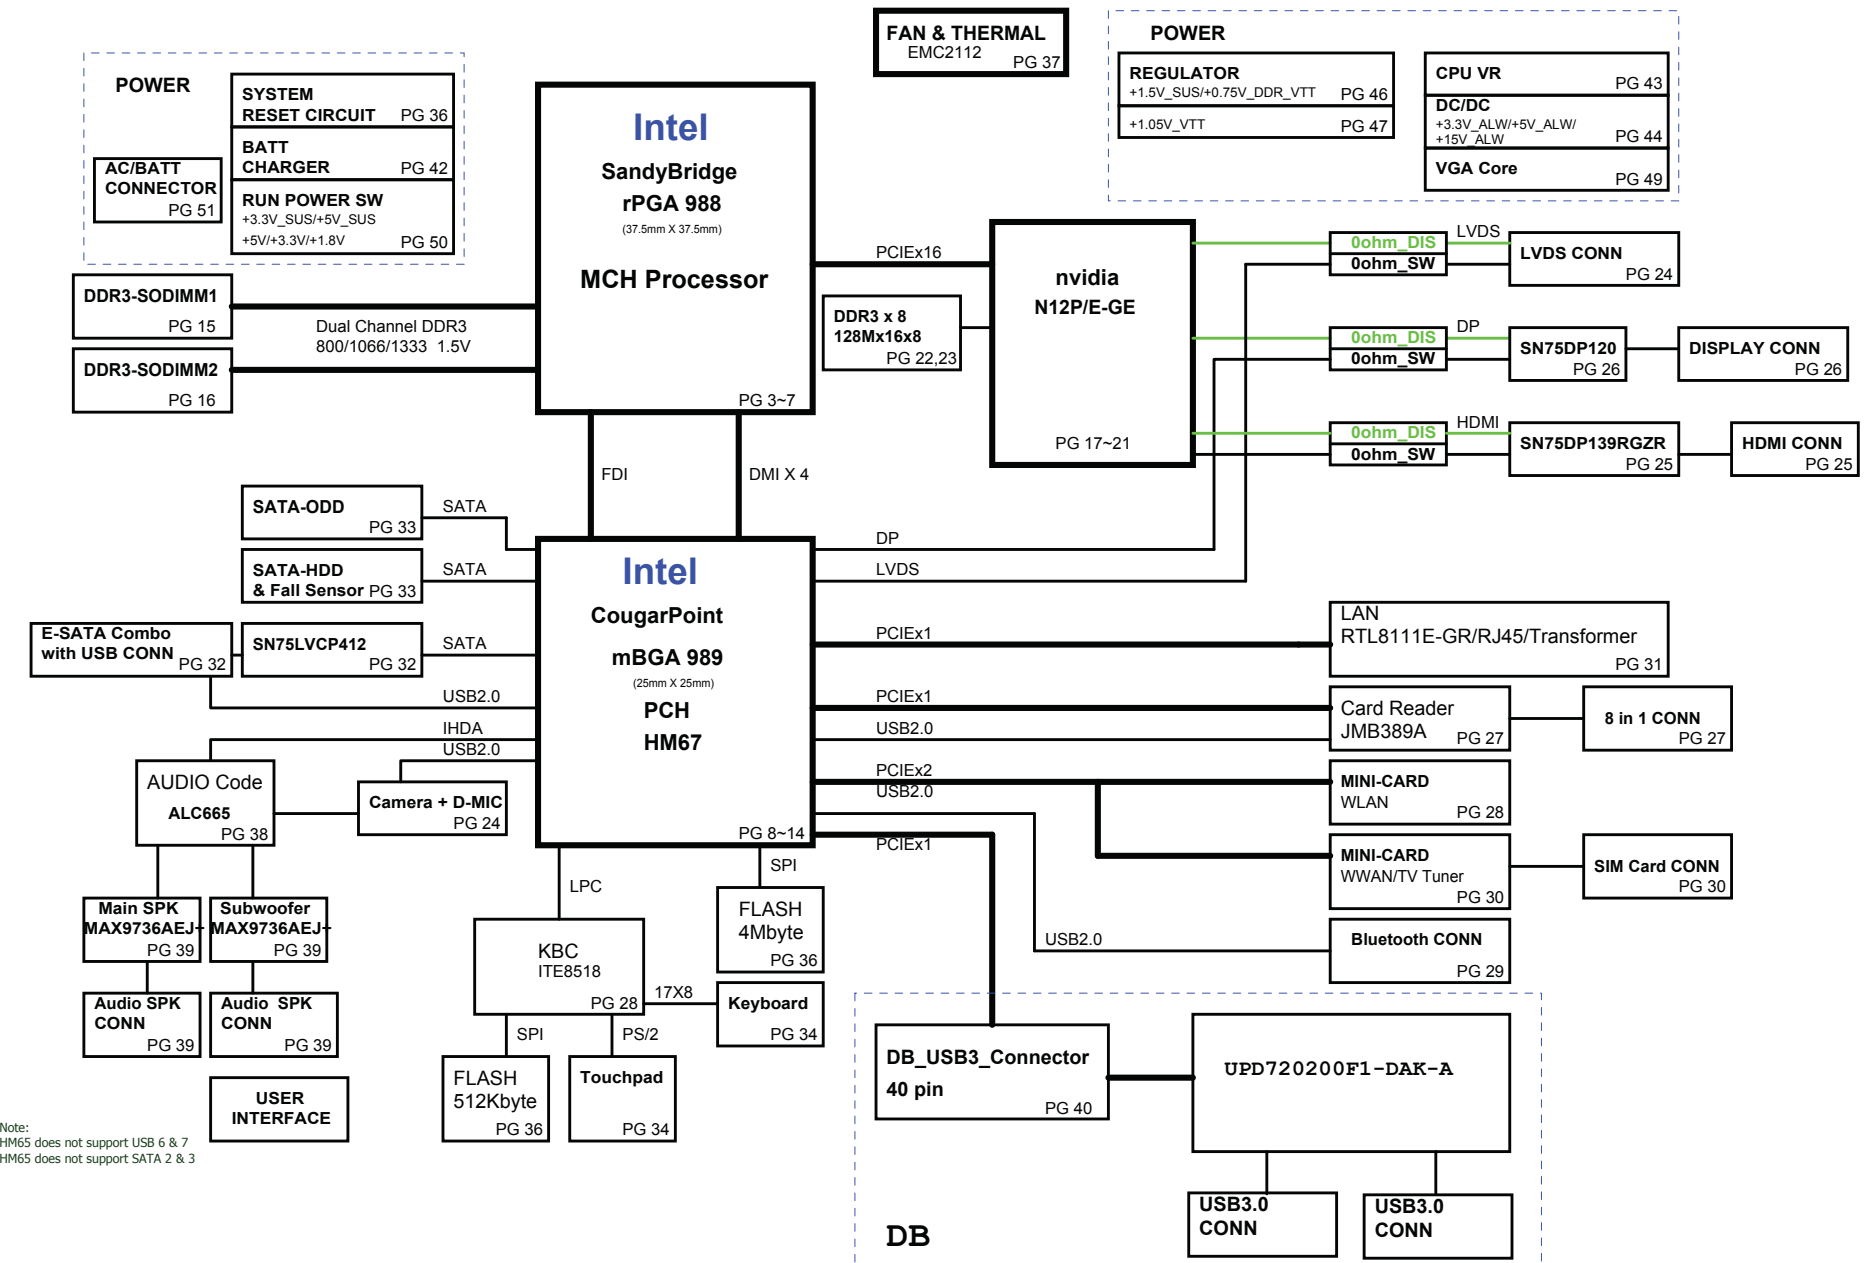 POWER
SYSTEM
RESET CIRCUIT PG 36
BATT
CHARGER PG 42
RUN POWER SW
+3.3V_SUS/+5V_SUS
+5V/+3.3V/+1.8V PG 50
AC/BATT
CONNECTOR
PG 51
FAN & THERMAL
EMC2112 PG 37
POWER
REGULATOR
+1.5V_SUS/+0.75V_DDR_VTT PG 46
+1.05V_VTT PG 47
CPU VR PG 43
DC/DC
+3.3V_ALW/+5V_ALW/
+15V_ALW PG 44
VGA Core PG 49
DDR3-SODIMM1
PG 15
Dual Channel DDR3
800/1066/1333 1.5V
DDR3-SODIMM2
PG 16
Intel
SandyBridge
rPGA 988
(37.5mm X 37.5mm)
MCH Processor
PG 3~7
PCIEx16
DDR3 x 8
128Mx16x8
PG 22,23
nvidia
N12P/E-GE
PG 17~21
0ohm_DIS
0ohm_SW
LVDS
LVDS CONN
PG 24
0ohm_DIS
0ohm_SW
DP
SN75DP120
PG 26
DISPLAY CONN
PG 26
0ohm_DIS
0ohm_SW
HDMI
SN75DP139RGZR
PG 25
HDMI CONN
PG 25
FDI
DMI X 4
SATA-ODD
PG 33
SATA
SATA-HDD
& Fall Sensor PG 33
SATA
E-SATA Combo
with USB CONN PG 32
SN75LVCP412
PG 32
SATA
USB2.0
IHDA
USB2.0
Intel
CougarPoint
mBGA 989
(25mm X 25mm)
PCH
HM67
PG 8~14
DP
LVDS
PCIEx1
LAN
RTL8111E-GR/RJ45/Transformer
PG 31
PCIEx1
USB2.0
Card Reader
JMB389A PG 27
8 in 1 CONN
PG 27
PCIEx2
USB2.0
MINI-CARD
WLAN
PG 28
PCIEx1
MINI-CARD
WWAN/TV Tuner
PG 30
SIM Card CONN
PG 30
USB2.0
Bluetooth CONN
PG 29
AUDIO Code
ALC665
PG 38
Camera + D-MIC
PG 24
Main SPK
MAX9736AEJ+
PG 39
Subwoofer
MAX9736AEJ+
PG 39
Audio SPK
CONN
PG 39
Audio SPK
CONN
PG 39
USER
INTERFACE
LPC
SPI
KBC
ITE8518
PG 28
17X8
FLASH
4Mbyte
PG 36
Keyboard
PG 34
SPI
PS/2
FLASH
512Kbyte
PG 36
Touchpad
PG 34
DB_USB3_Connector
40 pin
PG 40
UPD720200F1-DAK-A
USB3.0
CONN
USB3.0
CONN
DB
Note:
HM65 does not support USB 6 & 7
HM65 does not support SATA 2 & 3